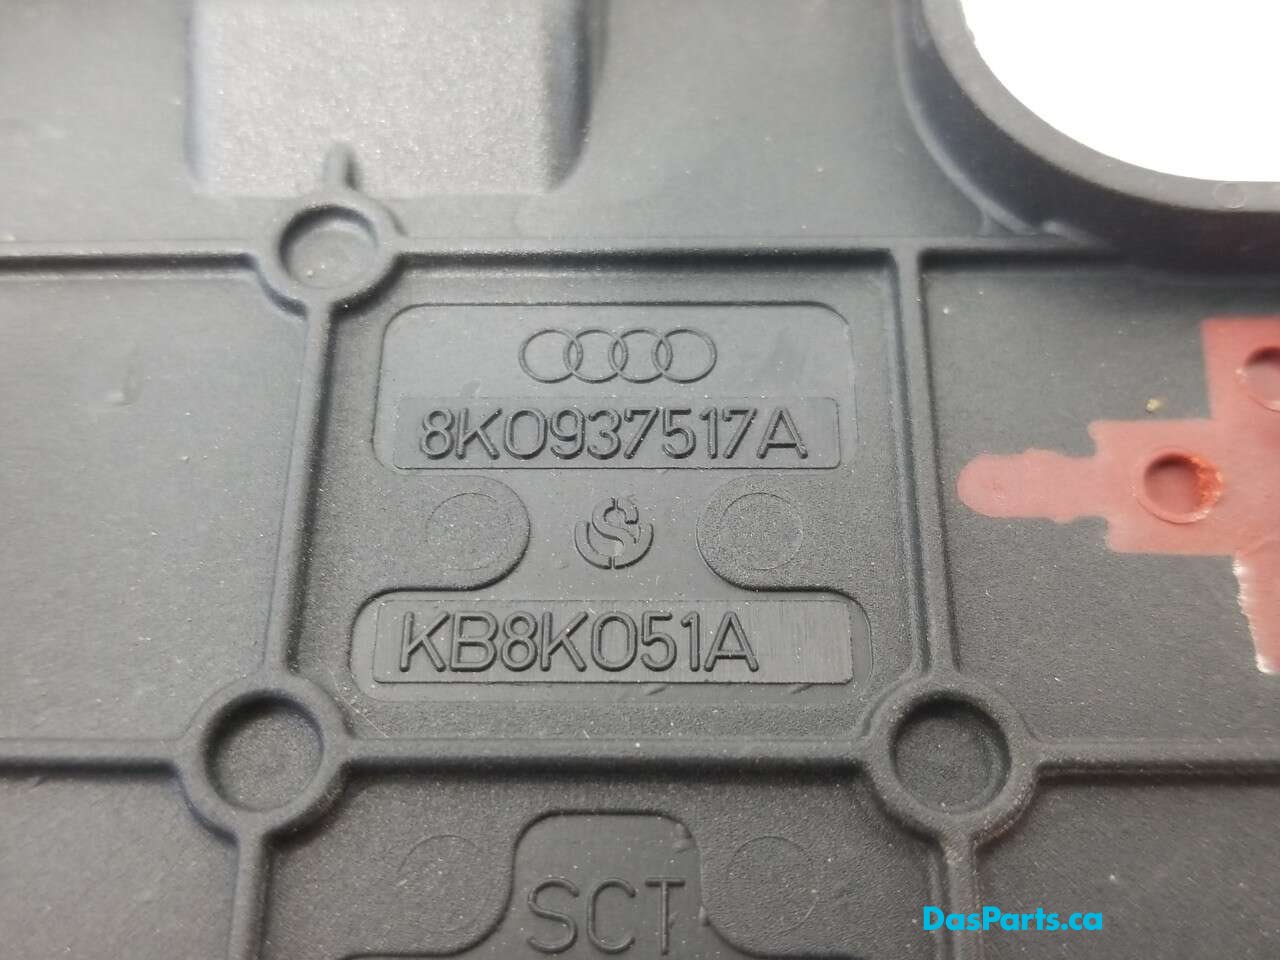 8K0937517A
S
KB8K051A
SCT
DasParts.ca